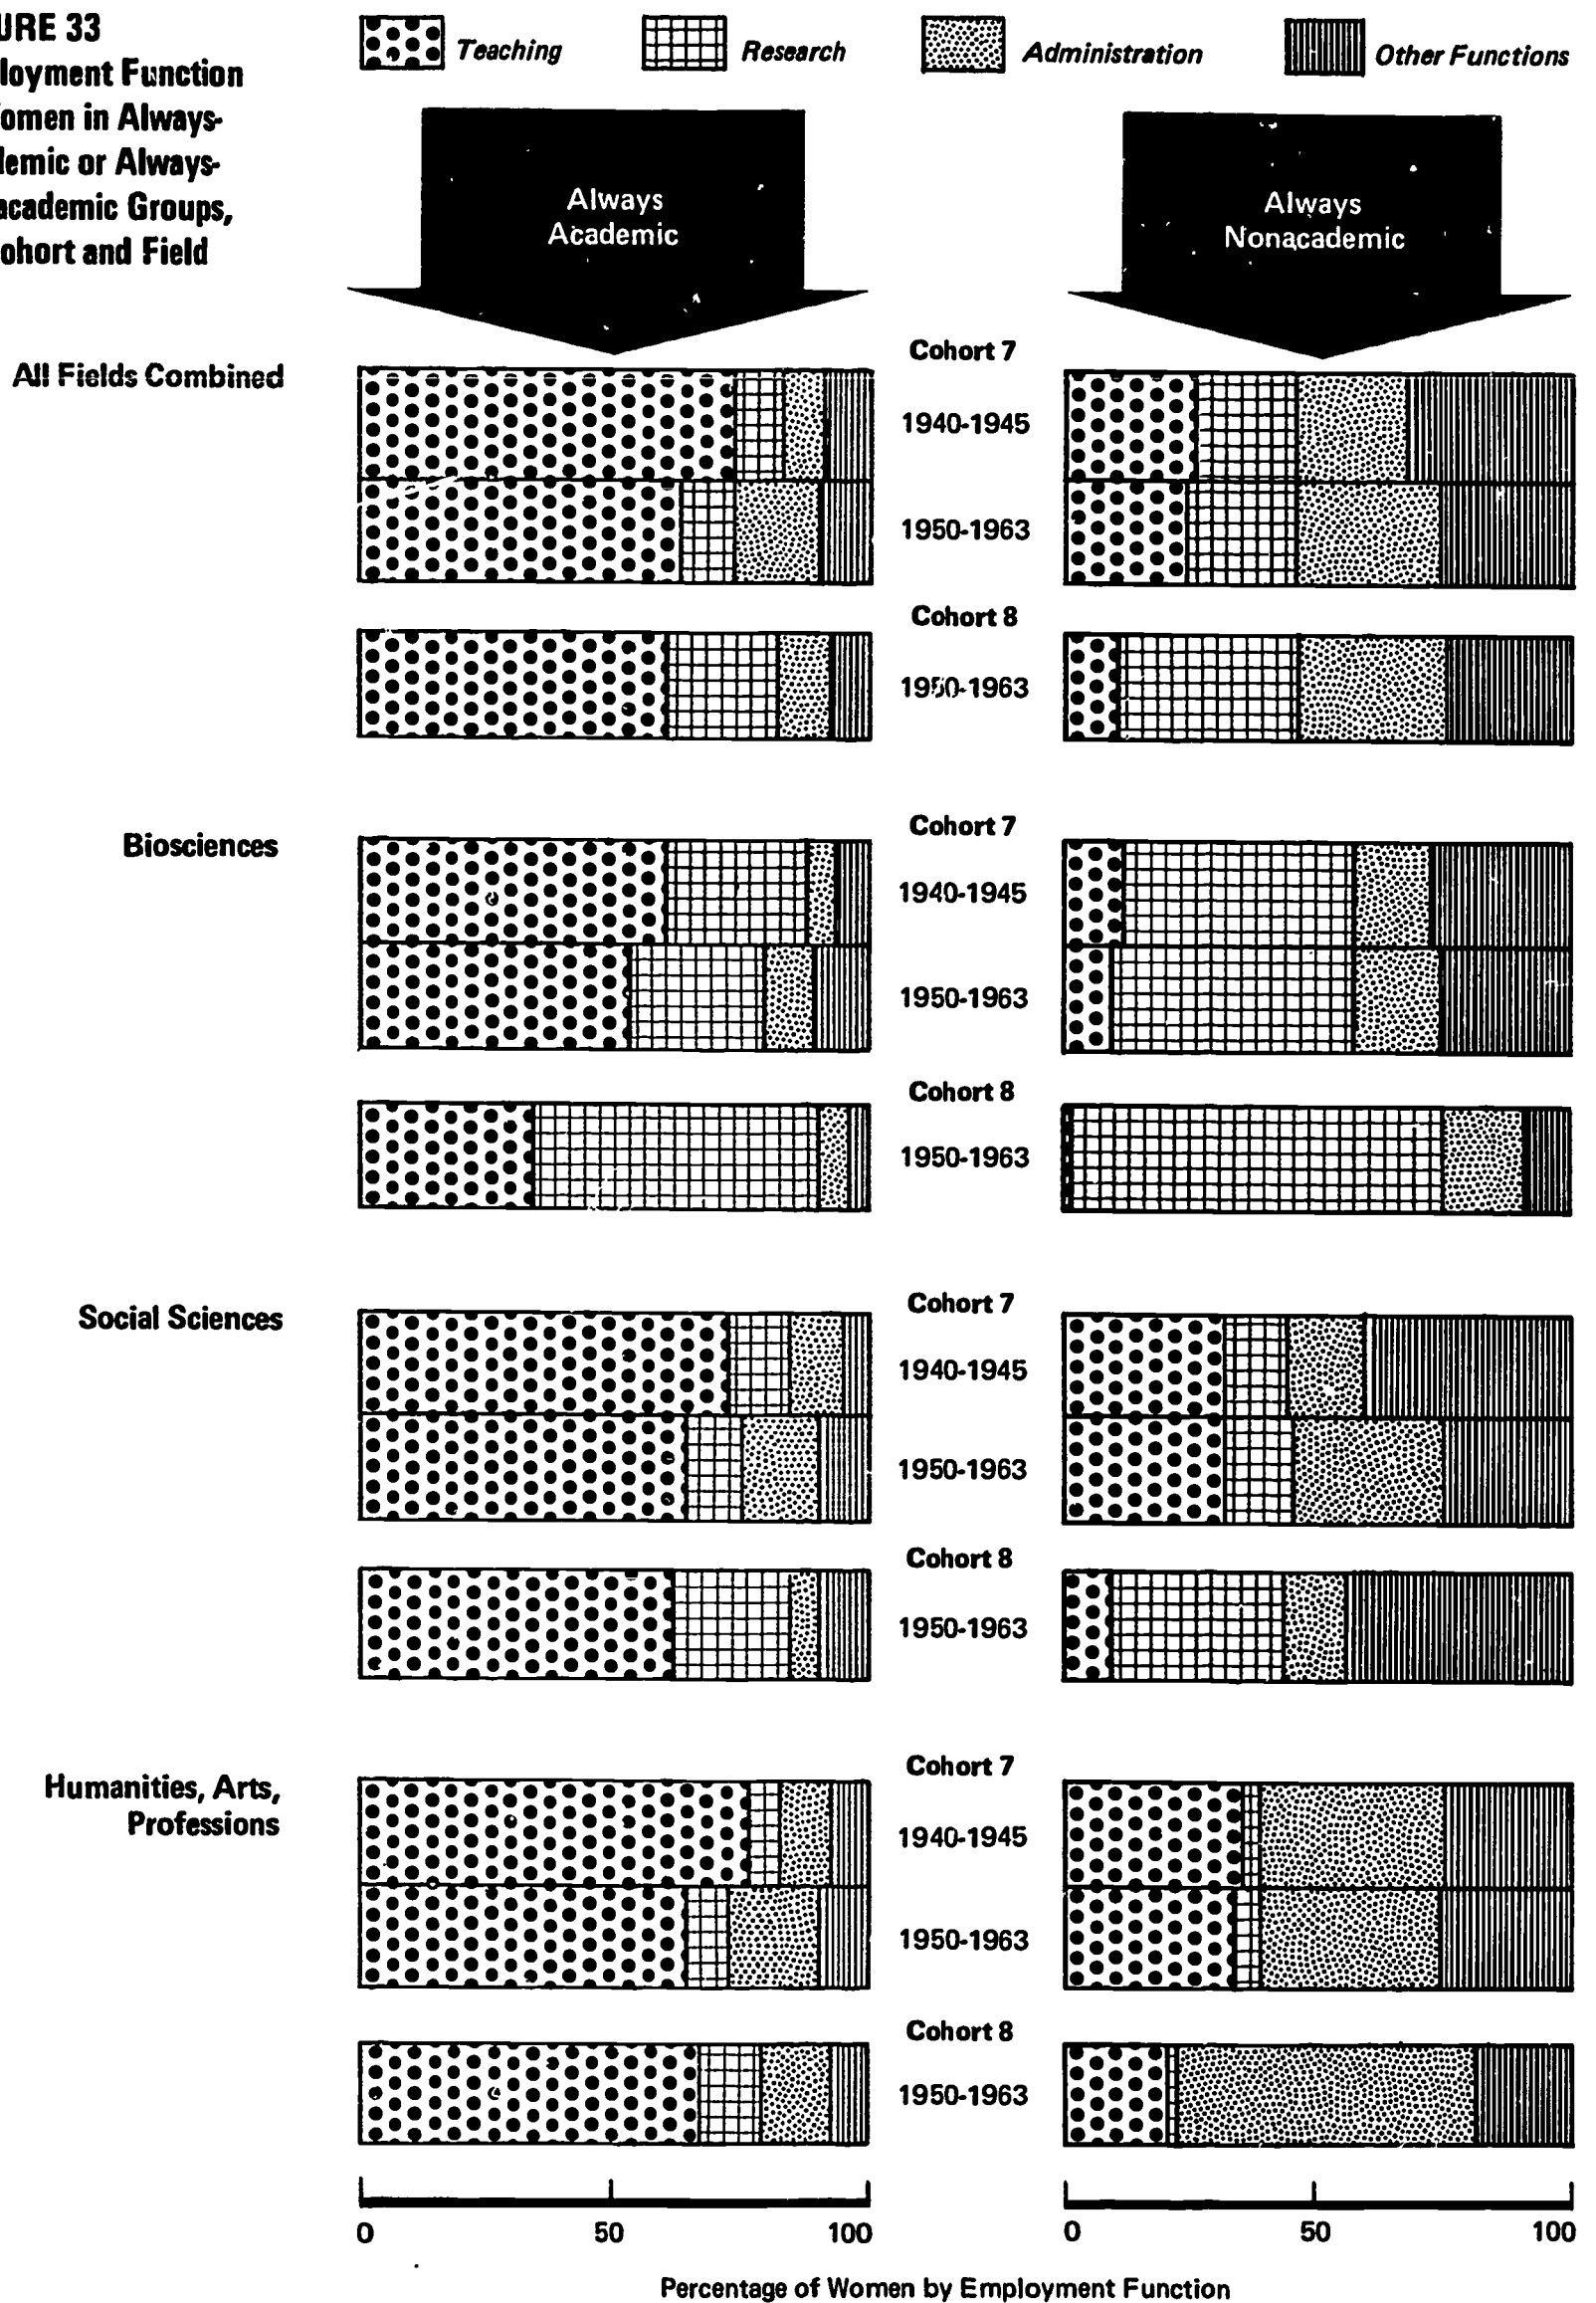 URE 33
loyment Function
omen in Always-
demic or Always-
academic Groups,
ohort and Field
Teaching
Research
Administration
Other Functions
Always
Academic
Always
Nonacademic
All Fields Combined
Cohort 7
1940-1945
1950-1963
Cohort 8
1950-1963
Biosciences
Cohort 7
1940-1945
1950-1963
Cohort 8
1950-1963
Social Sciences
Cohort 7
1940-1945
1950-1963
Cohort 8
1950-1963
Humanities, Arts,
Professions
Cohort 7
1940-1945
1950-1963
Cohort 8
1950-1963
0 50 100
0 50 100
Percentage of Women by Employment Function